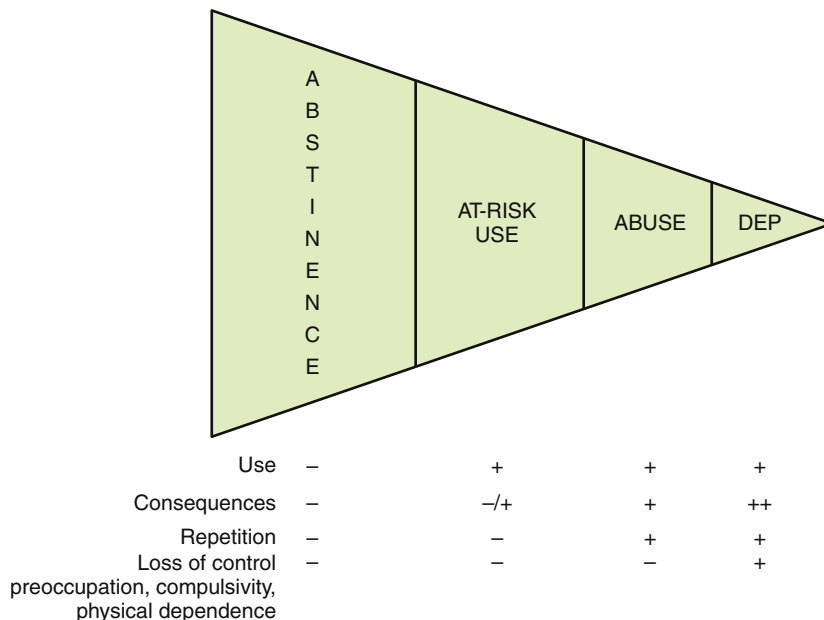 A
B
S
T
I
N
E
N
C
E
AT-RISK
USE
ABUSE
DEP
Use – + + +
Consequences – –/+ + ++
Repetition – – + +
Loss of control – – – +
preoccupation, compulsivity,
physical dependence